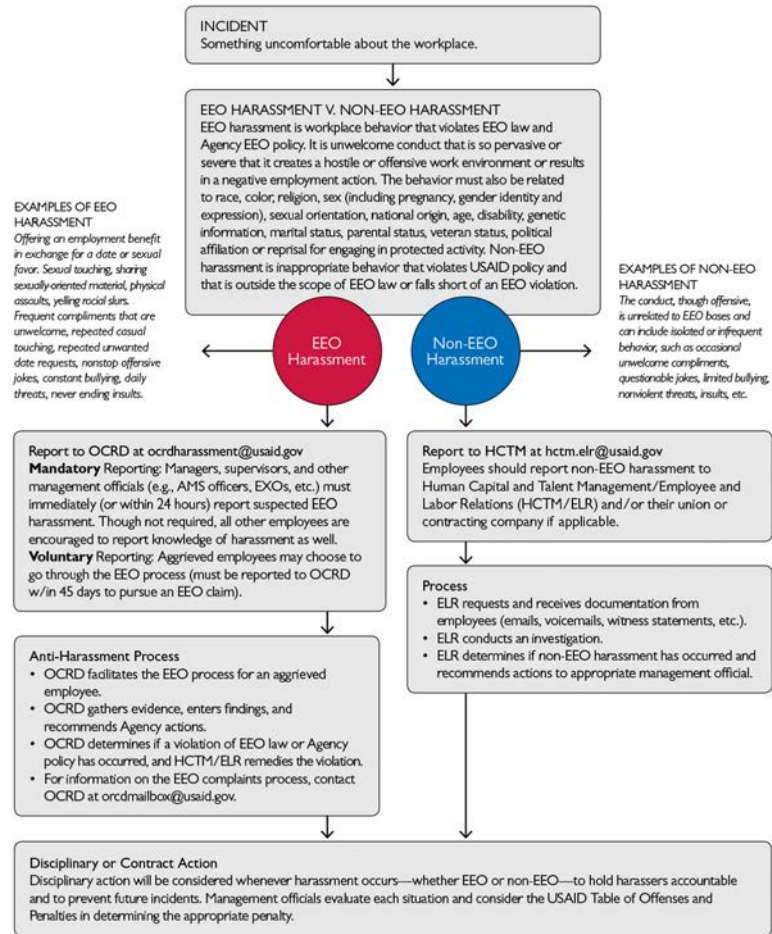 INCIDENT
Something uncomfortable about the workplace.
EEO HARASSMENT V. NON-EEO HARASSMENT
EEO harassment is workplace behavior that violates EEO law and
Agency EEO policy. It is unwelcome conduct that is so pervasive or
severe that it creates a hostile or offensive work environment or results
in a negative employment action. The behavior must also be related
to race, color, religion, sex (including pregnancy, gender identity and
expression), sexual orientation, national origin, age, disability, genetic
information, marital status, parental status, veteran status, political
affiliation or reprisal for engaging in protected activity. Non-EEO
harassment is inappropriate behavior that violates USAID policy and
that is outside the scope of EEO law or falls short of an EEO violation.
EXAMPLES OF EEO
HARASSMENT
Offering an employment benefit
in exchange for a date or sexual
favor. Sexual touching, sharing
sexually-oriented material, physical
assaults, yelling racial slurs.
Frequent compliments that are
unwelcome, repeated casual
touching, repeated unwanted
date requests, nonstop offensive
jokes, constant bullying, daily
threats, never ending insults.
EEO
Harassment
Non-EEO
Harassment
EXAMPLES OF NON-EEO
HARASSMENT
The conduct, though offensive,
is unrelated to EEO bases and
can include isolated or infrequent
behavior, such as occasional
unwelcome compliments,
questionable jokes, limited bullying,
nonviolent threats, insults, etc.
Report to OCRD at ocrdharassment@usaid.gov
Mandatory Reporting: Managers, supervisors, and other
management officials (e.g., AMS officers, EXOs, etc.) must
immediately (or within 24 hours) report suspected EEO
harassment. Though not required, all other employees are
encouraged to report knowledge of harassment as well.
Voluntary Reporting: Aggrieved employees may choose to
go through the EEO process (must be reported to OCRD
w/in 45 days to pursue an EEO claim).
Report to HCTM at hctm.elr@usaid.gov
Employees should report non-EEO harassment to
Human Capital and Talent Management/Employee and
Labor Relations (HCTM/ELR) and/or their union or
contracting company if applicable.
Process
• ELR requests and receives documentation from
employees (emails, voicemails, witness statements, etc.).
• ELR conducts an investigation.
• ELR determines if non-EEO harassment has occurred and
recommends actions to appropriate management official.
Anti-Harassment Process
• OCRD facilitates the EEO process for an aggrieved
employee.
• OCRD gathers evidence, enters findings, and
recommends Agency actions.
• OCRD determines if a violation of EEO law or Agency
policy has occurred, and HCTM/ELR remedies the violation.
• For information on the EEO complaints process, contact
OCRD at orcdmailbox@usaid.gov.
Disciplinary or Contract Action
Disciplinary action will be considered whenever harassment occurs—whether EEO or non-EEO—to hold harassers accountable
and to prevent future incidents. Management officials evaluate each situation and consider the USAID Table of Offenses and
Penalties in determining the appropriate penalty.